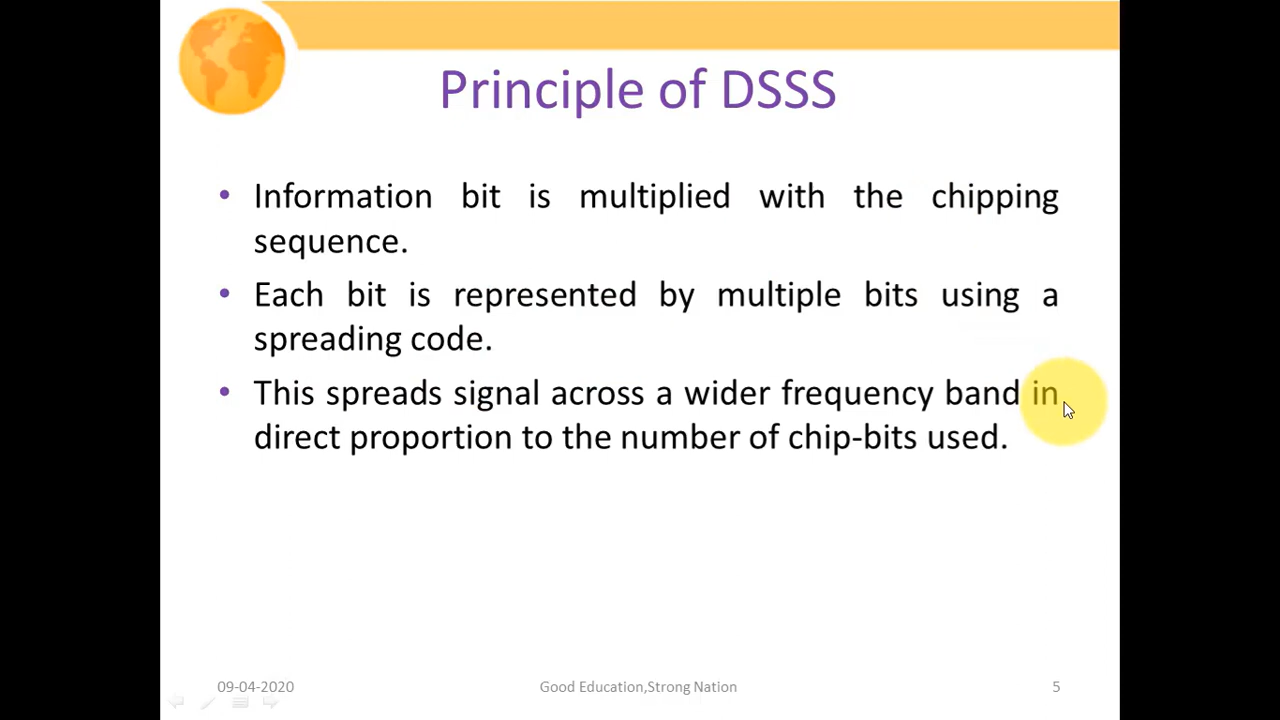 Principle of DSSS
• Information bit is multiplied with the chipping
sequence.
• Each bit is represented by multiple bits using a
spreading code.
• This spreads signal across a wider frequency band in
direct proportion to the number of chip-bits used.
09-04-2020 Good Education,Strong Nation 5